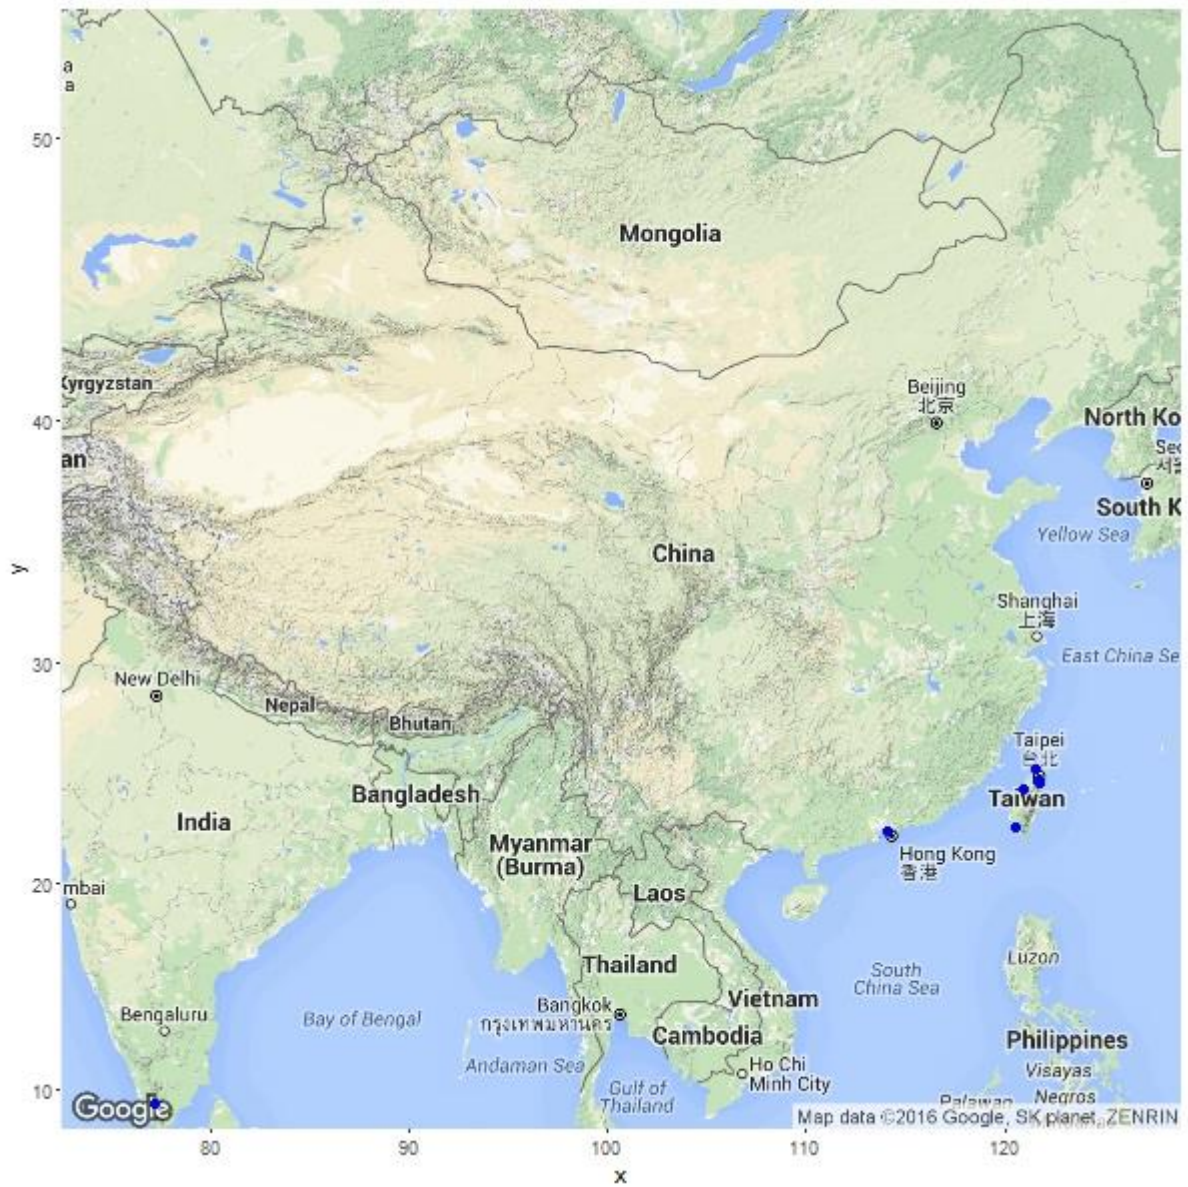 a
a
50
Mongolia
Kyrgyzstan
Beijing
北京
40
North Ko
an
Seo
서울
South K
Yellow Sea
China
y
Shanghai
上海
East China Se
30
New Delhi
Nepal
Bhutan
Taipei
台北
Bangladesh
Taiwan
India
Myanmar
(Burma)
Hong Kong
香港
20
mbai
Laos
Luzon
Thailand
South
China Sea
Vietnam
Bengaluru
Bay of Bengal
Bangkok
กรุงเทพมหานคร
Cambodia
Philippines
Andaman Sea
Ho Chi
Minh City
Visayas
Gulf of
Thailand
Negros
Palawan
10
Google
Map data ©2016 Google, SK planet, ZENRIN
80
90
100
110
120
x